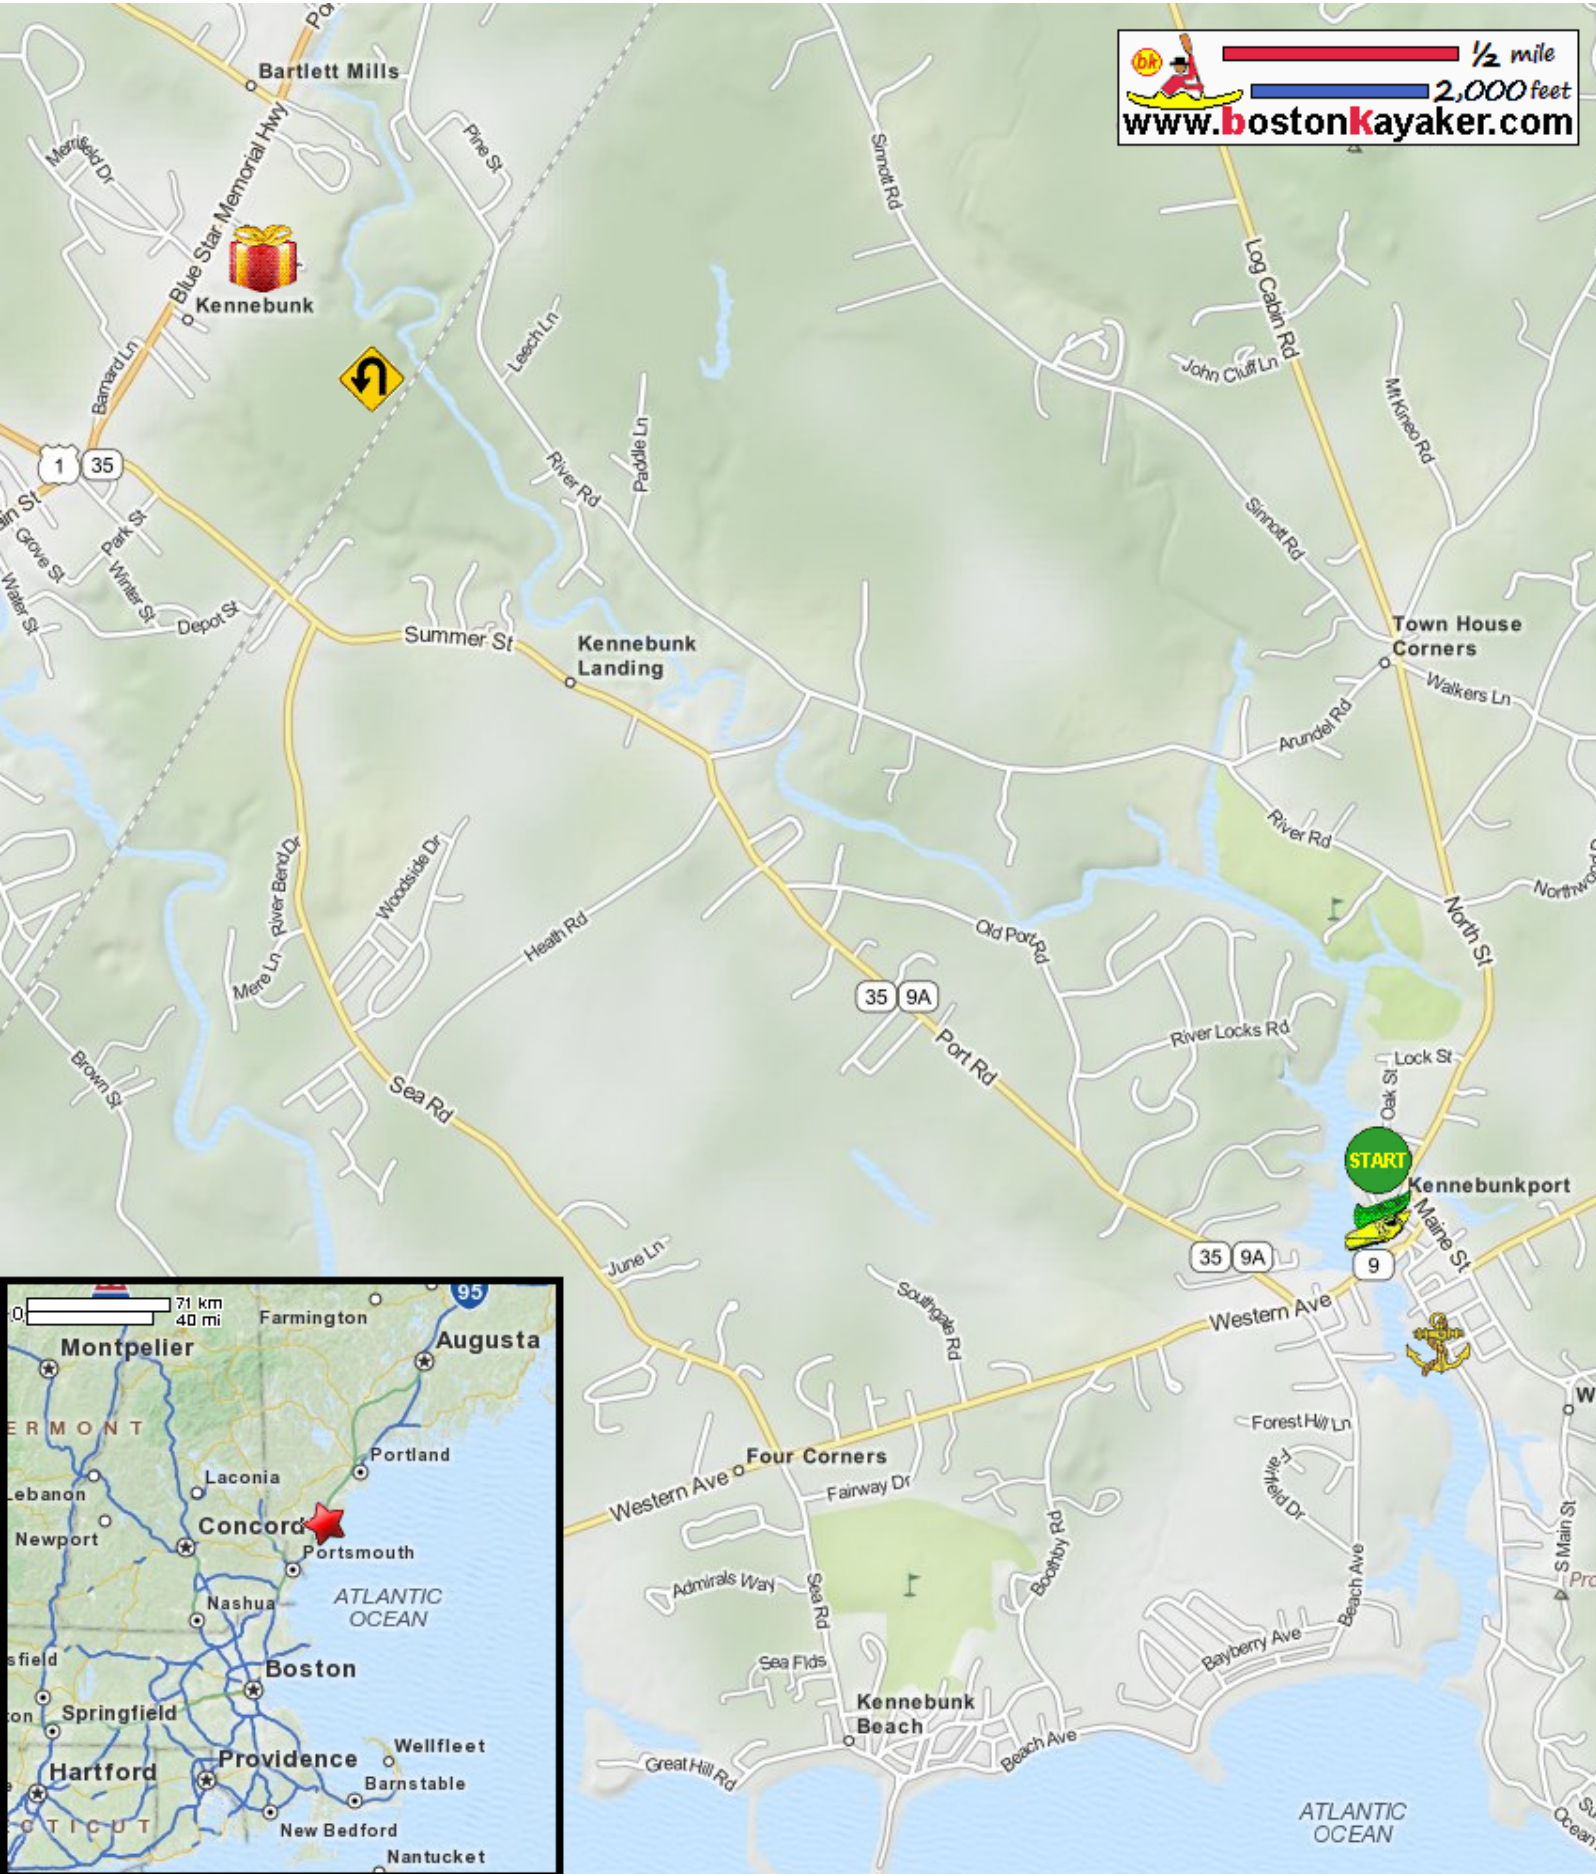 Bartlett Mills
½ mile
2,000 feet
bk
www.bostonkayaker.com
Pine St
Merrifield Dr
Sinnott Rd
Blue Star Memorial Hwy
Kennebunk
Log Cabin Rd
Leech Ln
John Cluff Ln
Barnard Ln
Mt Kineo Rd
Paddle Ln
1
35
River Rd
Park St
Grove St
Winter St
Water St
Depot St
Sinnott Rd
Summer St
Kennebunk
Landing
Town House
Corners
Walkers Ln
Arundel Rd
River Rd
River Bend Dr
Woodside Dr
Heath Rd
Old Port Rd
North St
Mere Ln
35
9A
River Locks Rd
Port Rd
Lock St
Oak St
Brown St
Sea Rd
START
Kennebunkport
Maine St
June Ln
35
9A
9
Southgate Rd
Western Ave
Forest Hill Ln
Fairfield Dr
Four Corners
Western Ave
Fairway Dr
Boothby Rd
S Main St
Admirals Way
Sea Rd
Beach Ave
Bayberry Ave
Sea Flds
Kennebunk
Beach
Great Hill Rd
Beach Ave
ATLANTIC
OCEAN
0
71 km
40 mi
95
Farmington
Montpelier
Augusta
ERMONT
Portland
Laconia
Lebanon
Concord
Newport
Portsmouth
Nashua
ATLANTIC
OCEAN
sfield
Boston
Springfield
Wellfleet
Providence
Hartford
Barnstable
CTICUT
New Bedford
Nantucket